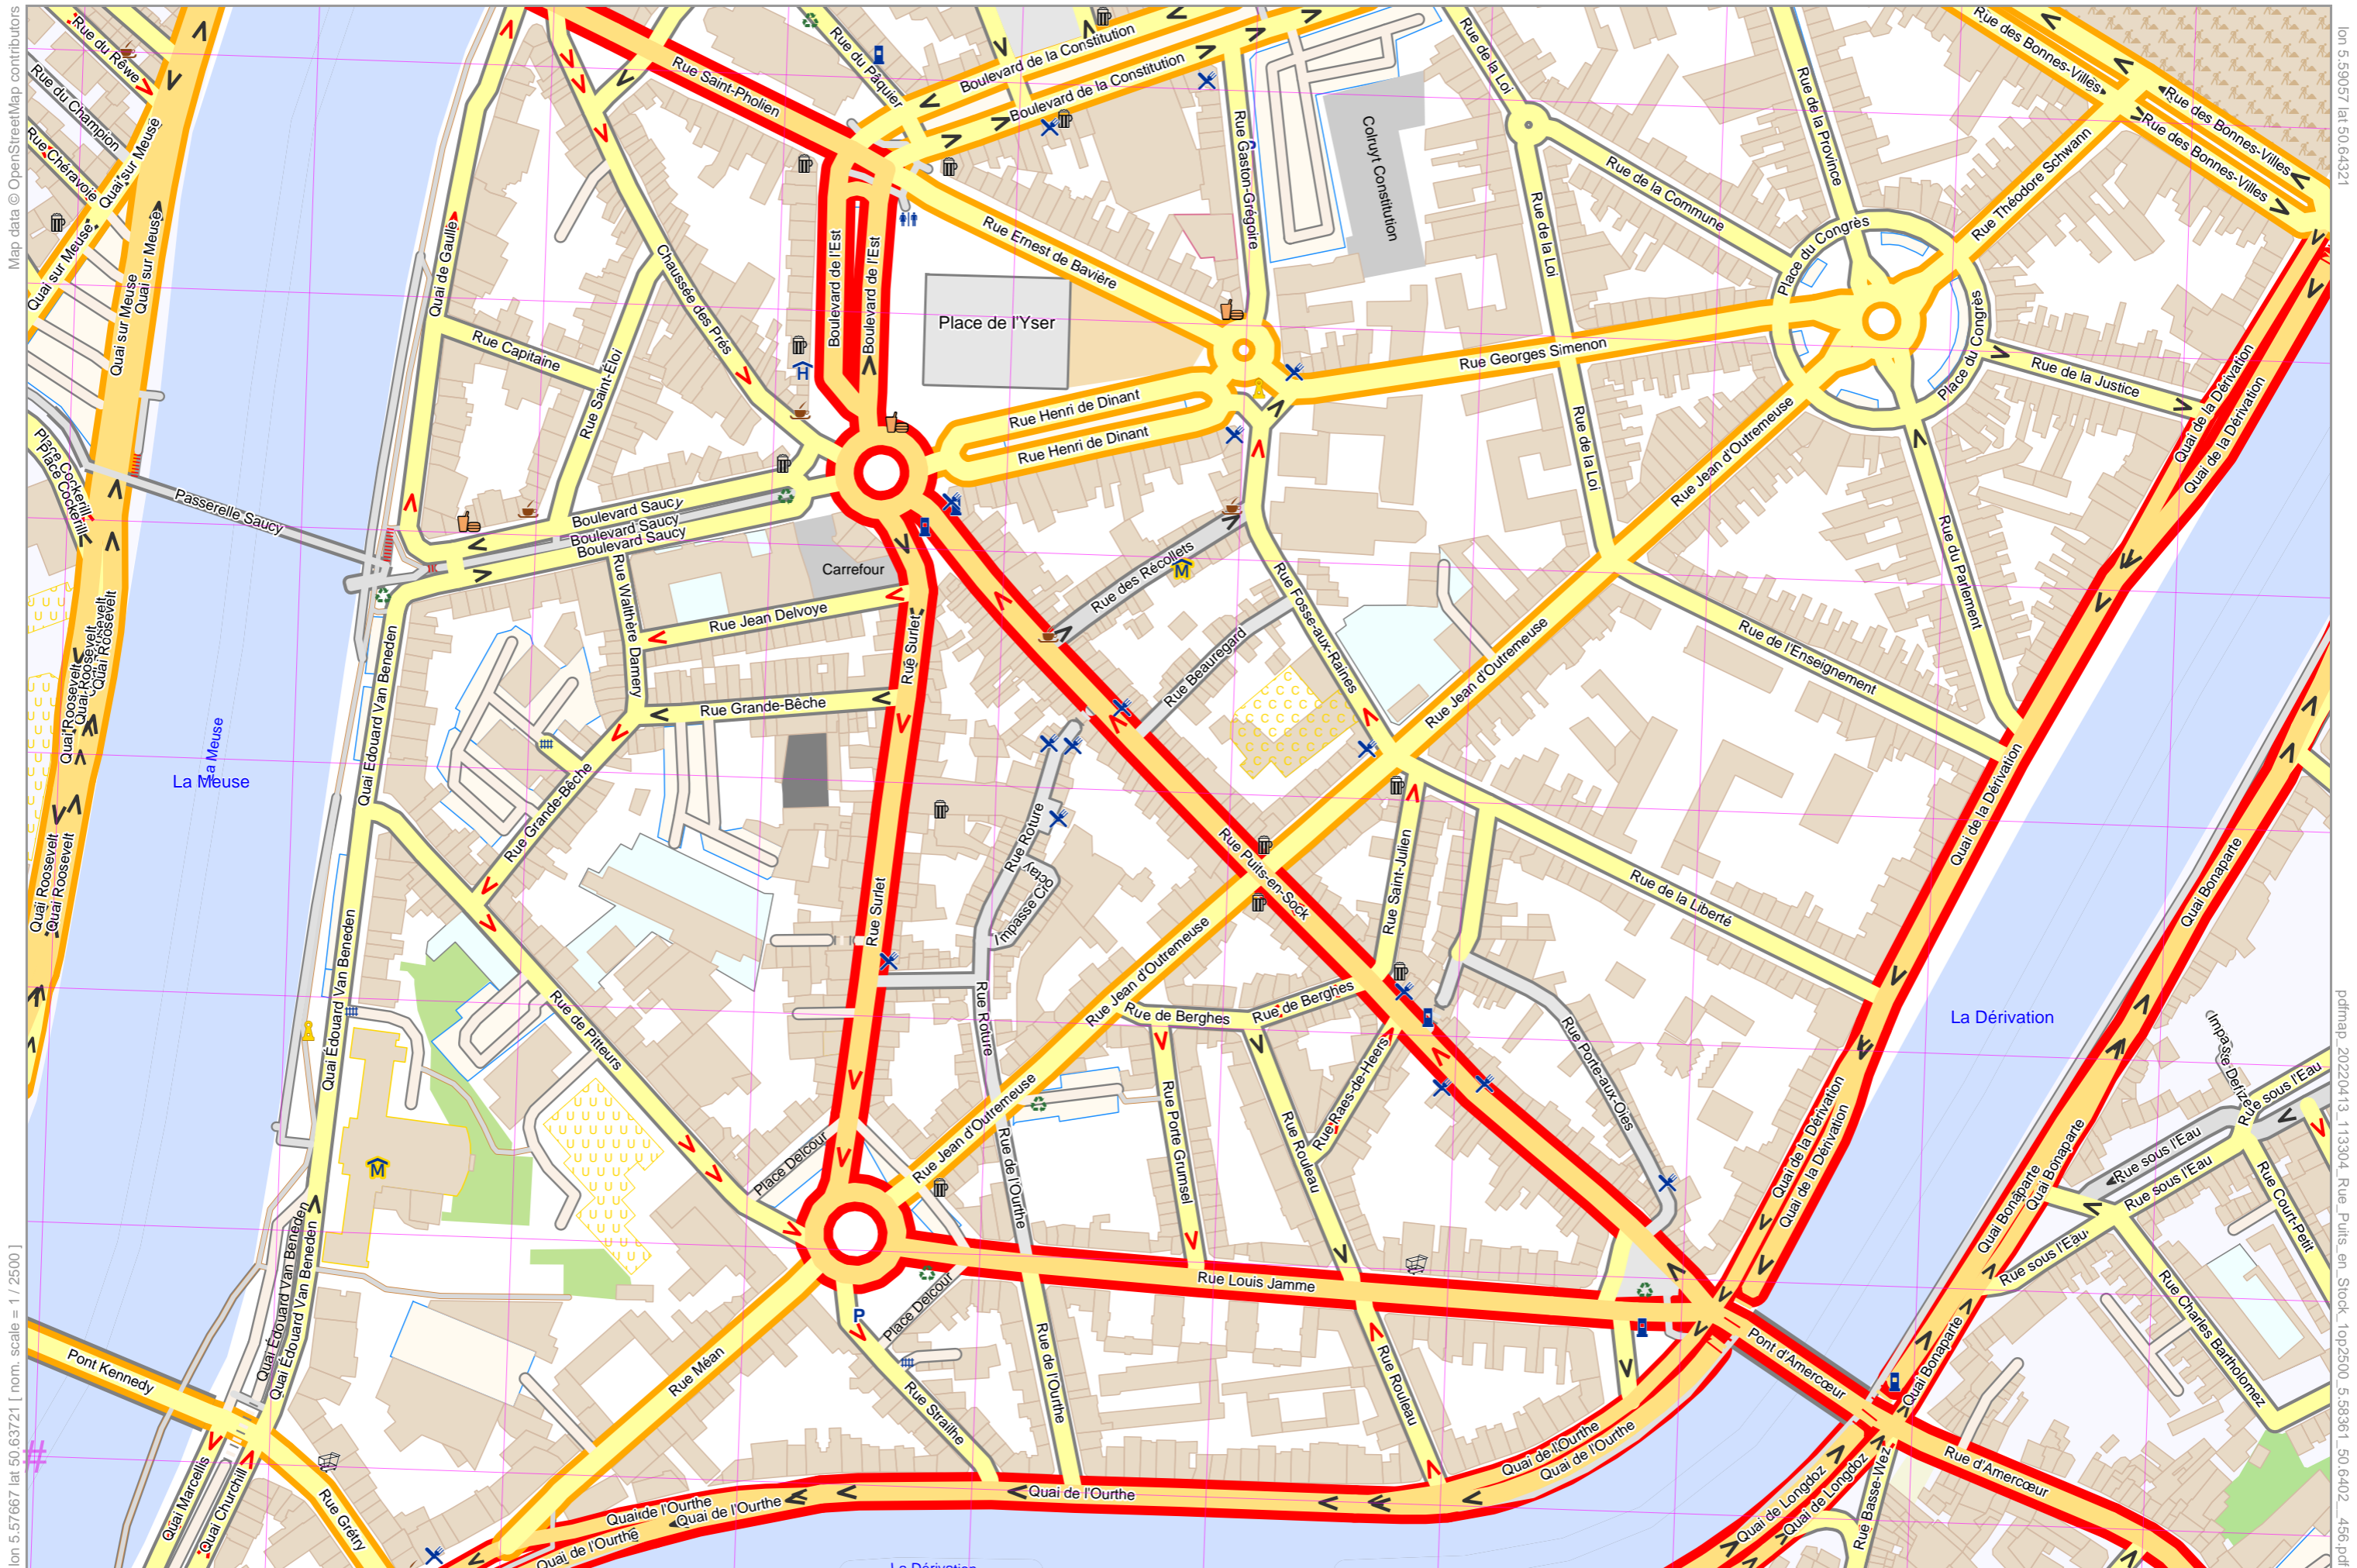 Map data © OpenStreetMap contributors
lon 5.57667 lat 50.63721 [ nom. scale = 1 / 2500 ]
lon 5.59057 lat 50.64321
pdfmap_20220413_113304_Rue_Puits_en_Stock_1op2500_5.58361_50.6402__456.pdf
Rue du Rêwe
Rue du Champion
Rue Chéravoie
Quai sur Meuse
Quai sur Meuse
Quai sur Meuse
Quai sur Meuse
Place Cockerill
Place Cockerill
Passerelle Saucy
Quai de Gaulle
Rue Capitaine
Rue Saint-Éloi
Chaussée des Prés
Rue Saint-Pholien
Rue du Pâquier
Boulevard de la Constitution
Boulevard de la Constitution
Boulevard de l'Est
Boulevard de l'Est
Rue Ernest de Bavière
Place de l'Yser
Rue Henri de Dinant
Rue Henri de Dinant
Rue Gaston-Grégoire
Colruyt Constitution
Rue de la Loi
Rue de la Loi
Rue de la Loi
Rue de la Commune
Rue de la Province
Rue Georges Simenon
Place du Congrès
Place du Congrès
Place du Congrès
Rue Théodore Schwann
Rue des Bonnes-Villes
Rue des Bonnes-Villes
Rue des Bonnes-Villes
Rue de la Justice
Rue du Parlement
Quai de la Dérivation
Quai de la Dérivation
Boulevard Saucy
Boulevard Saucy
Boulevard Saucy
Carrefour
Rue Walthère Damery
Rue Jean Delvoye
Rue Grande-Bêche
Rue Grande-Bêche
Rue Surlet
Rue Surlet
Rue des Récollets
Rue Beauregard
Rue Fosse-aux-Raines
Rue Jean d'Outremeuse
Rue Jean d'Outremeuse
Rue Jean d'Outremeuse
Rue Jean d'Outremeuse
Rue de l'Enseignement
Rue de la Liberté
Quai de la Dérivation
Quai Roosevelt
Quai Roosevelt
Quai Roosevelt
Quai Roosevelt
Quai Roosevelt
La Meuse
La Meuse
Quai Édouard Van Beneden
Quai Édouard Van Beneden
Quai Édouard Van Beneden
Quai Édouard Van Beneden
Rue de Pitteurs
Rue Roture
Rue Roture
Impasse
Rue Puits-en-Sock
Rue Saint-Julien
Rue de Berghes
Rue de Berghes
Rue Porte Grumsel
Rue Rouleau
Rue Rouleau
Rue Raes-de-Heers
Rue Porte-aux-Oies
Quai de la Dérivation
Quai de la Dérivation
La Dérivation
Quai Bonaparte
Quai Bonaparte
Quai Bonaparte
Quai Bonaparte
Impasse Defize
Rue sous l'Eau
Rue sous l'Eau
Rue sous l'Eau
Rue sous l'Eau
Rue Court-Petit
Rue Charles Bartholomez
Place Delcour
Place Delcour
P
Rue Louis Jamme
Rue de l'Ourthe
Rue de l'Ourthe
Rue Méan
Rue Strailhe
Pont Kennedy
Quai Marcellis
Quai Churchill
Rue Grétry
Quai de l'Ourthe
Quai de l'Ourthe
Quai de l'Ourthe
Quai de l'Ourthe
Quai de l'Ourthe
Quai de l'Ourthe
Pont d'Amercœur
Rue d'Amercœur
Quai de Longdoz
Quai de Longdoz
Rue Basse-Wez
La Dérivation